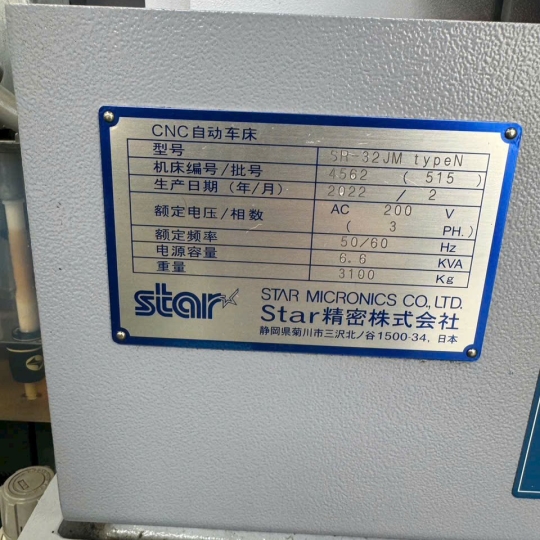 CNC自动车床
型号 SR-32JM typeN
机床编号/批号 4562 ( 515 )
生产日期 (年/月) 2022 / 2
额定电压/相数 AC 200 V
( 3 PH.)
额定频率 50/60 Hz
电源容量 6.6 KVA
重量 3100 Kg
star STAR MICRONICS CO., LTD.
Star精密株式会社
静岡県菊川市三沢北ノ谷1500-34, 日本